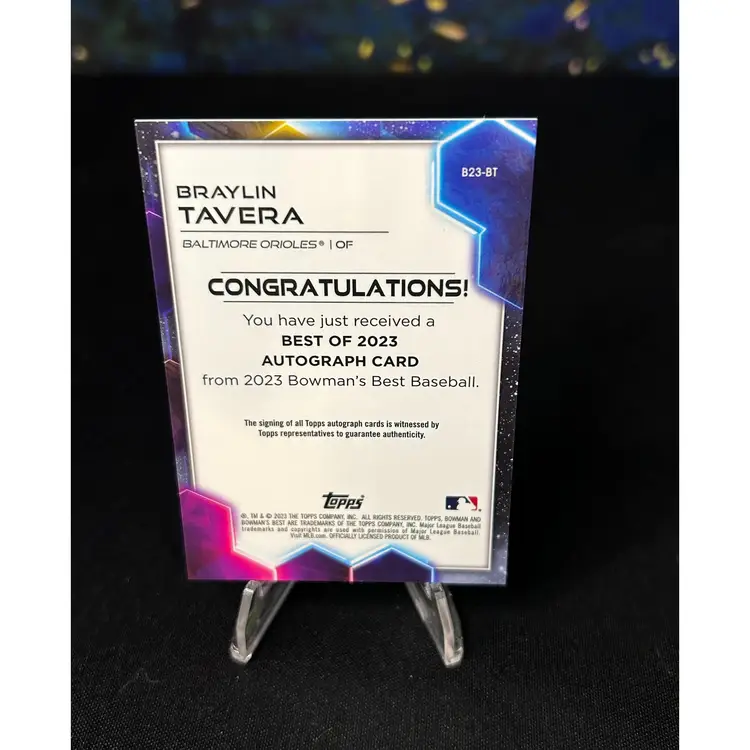 B23-BT
BRAYLIN
TAVERA
BALTIMORE ORIOLES® | OF
CONGRATULATIONS!
You have just received a
BEST OF 2023
AUTOGRAPH CARD
from 2023 Bowman's Best Baseball.
The signing of all Topps autograph cards is witnessed by
Topps representatives to guarantee authenticity.
Topps
®, TM & © 2023 THE TOPPS COMPANY, INC. ALL RIGHTS RESERVED. TOPPS, BOWMAN AND
BOWMAN'S BEST ARE TRADEMARKS OF THE TOPPS COMPANY, INC. Major League Baseball
trademarks and copyrights are used with permission of Major League Baseball.
Visit MLB.com. OFFICIALLY LICENSED PRODUCT OF MLB.